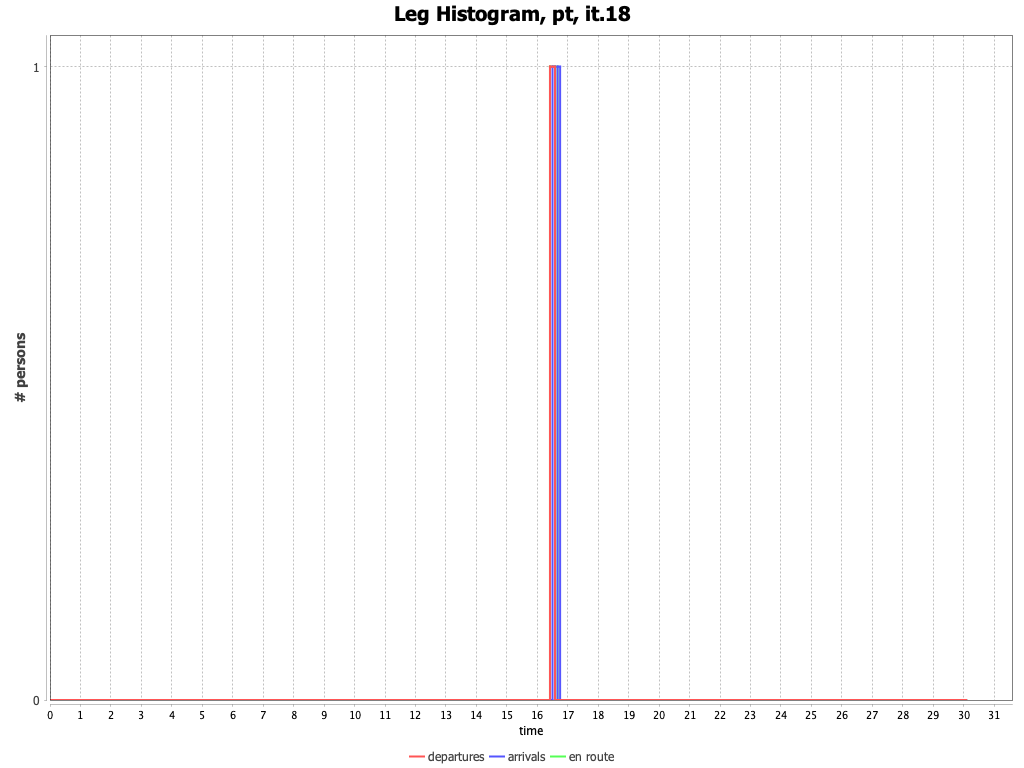 Leg Histogram, pt, it.18
1
# persons
0
0 1 2 3 4 5 6 7 8 9 10 11 12 13 14 15 16 17 18 19 20 21 22 23 24 25 26 27 28 29 30 31
time
departures arrivals en route